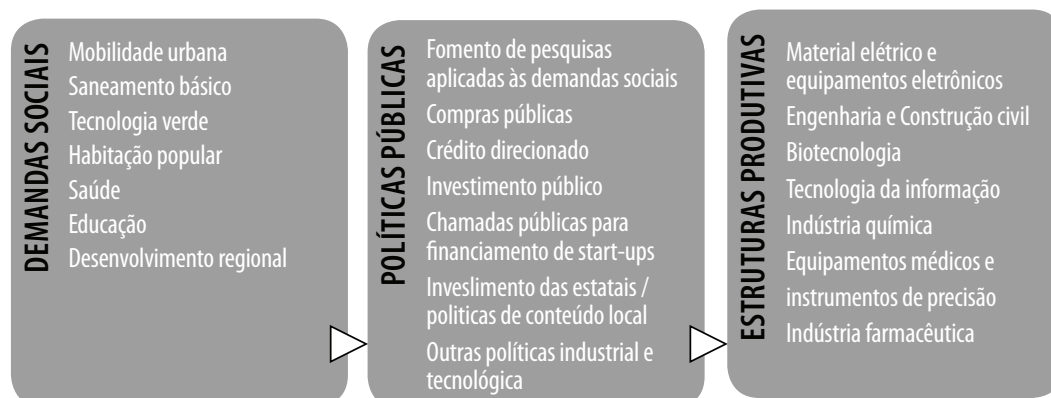 DEMANDAS SOCIAIS
Mobilidade urbana
Saneamento básico
Tecnologia verde
Habitação popular
Saúde
Educação
Desenvolvimento regional
POLÍTICAS PÚBLICAS
Fomento de pesquisas
aplicadas às demandas sociais
Compras públicas
Crédito direcionado
Investimento público
Chamadas públicas para
financiamento de start-ups
Inveslimento das estatais /
politicas de conteúdo local
Outras políticas industrial e
tecnológica
ESTRUTURAS PRODUTIVAS
Material elétrico e
equipamentos eletrônicos
Engenharia e Construção civil
Biotecnologia
Tecnologia da informação
Indústria química
Equipamentos médicos e
instrumentos de precisão
Indústria farmacêutica